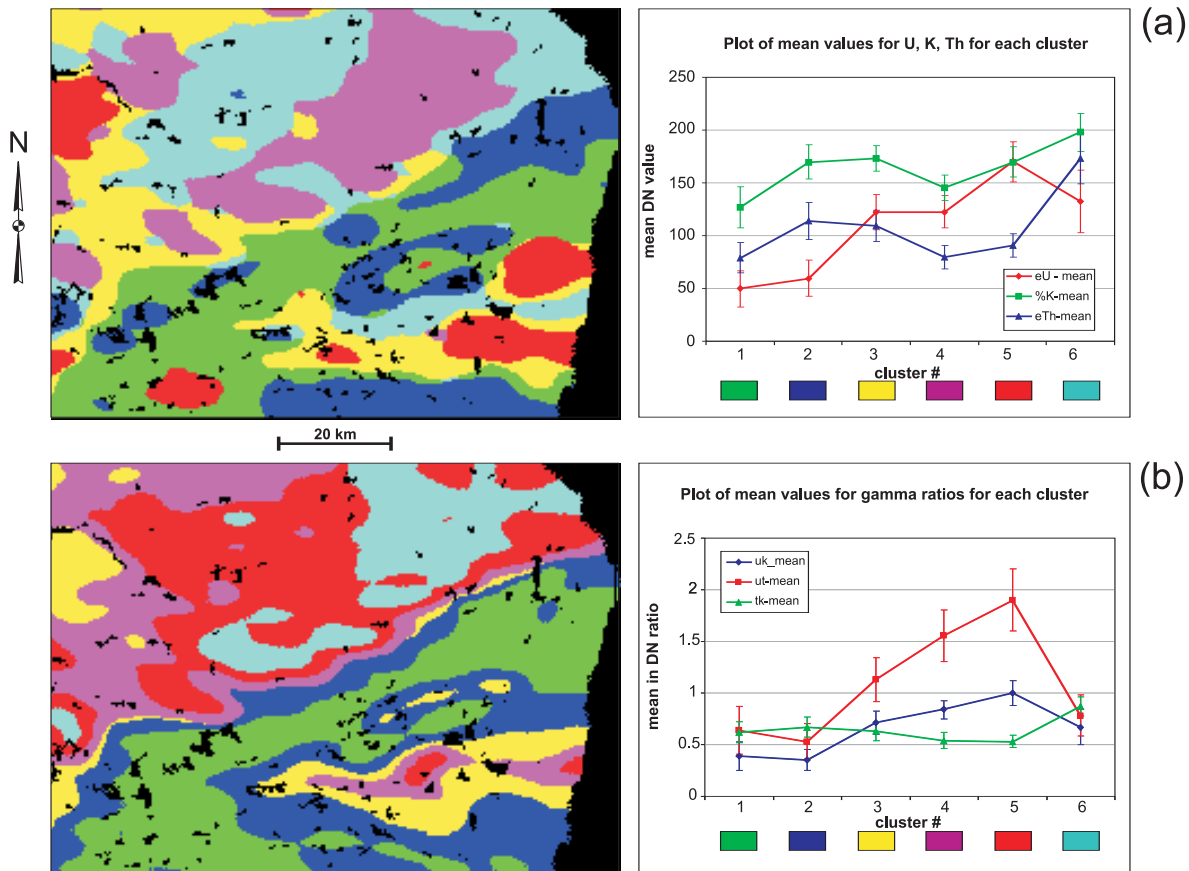 (a)
N
Plot of mean values for U, K, Th for each cluster
mean DN value
250
200
150
100
50
0
eU - mean
%K-mean
eTh-mean
1 2 3 4 5 6
cluster #
20 km
(b)
Plot of mean values for gamma ratios for each cluster
mean in DN ratio
2.5
2
1.5
1
0.5
0
uk_mean
ut-mean
tk-mean
1 2 3 4 5 6
cluster #